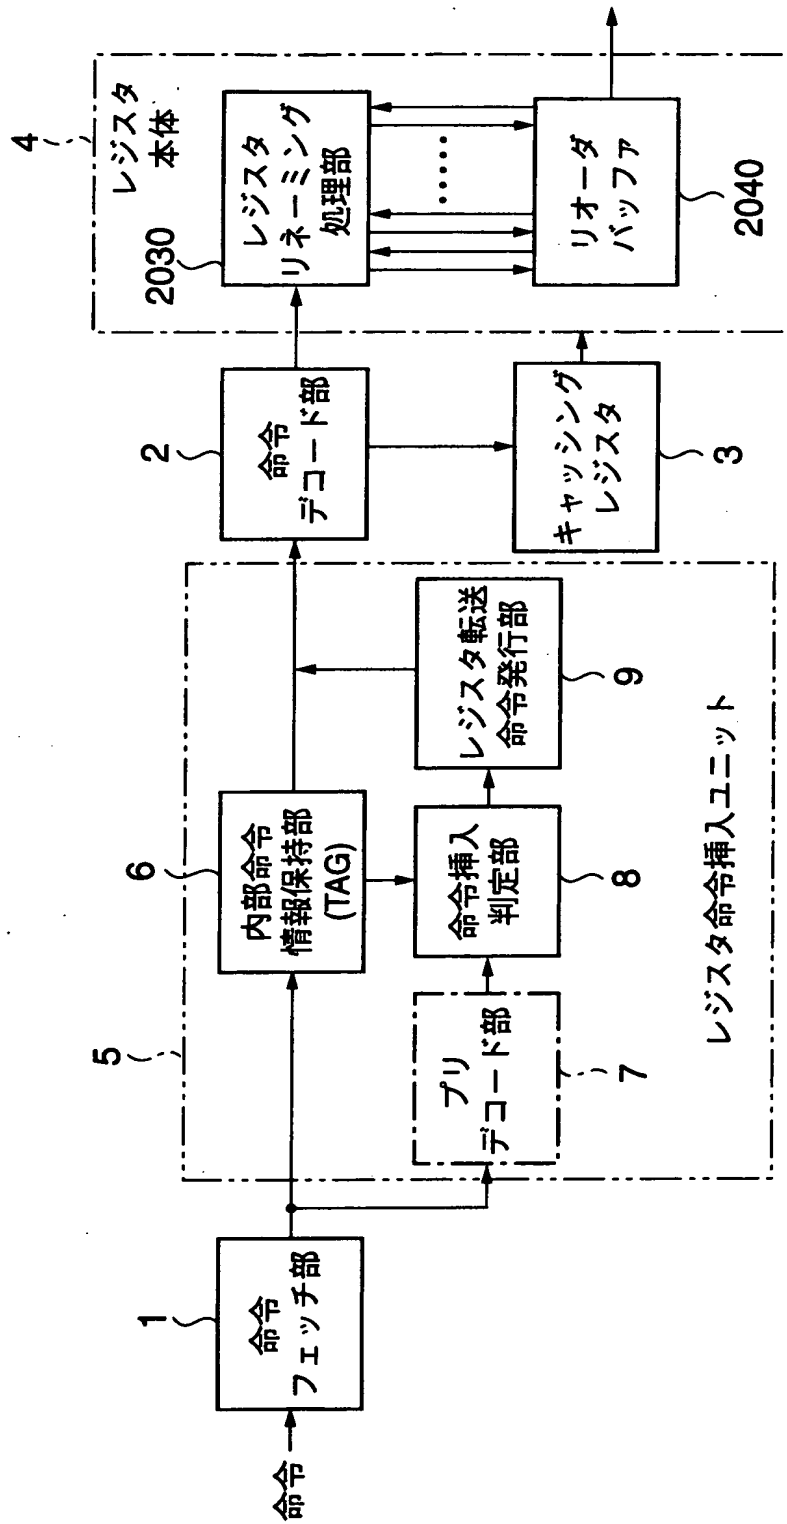 命令
1
命令
フェッチ部
5
6
内部命令
情報保持部
(TAG)
プリ
デコード部
7
命令挿入
判定部
8
レジスタ転送
命令発行部
9
レジスタ命令挿入ユニット
2
命令
デコード部
キャッシング
レジスタ
3
4
レジスタ
本体
2030
レジスタ
リネーミング
処理部
リオーダ
バッファ
2040